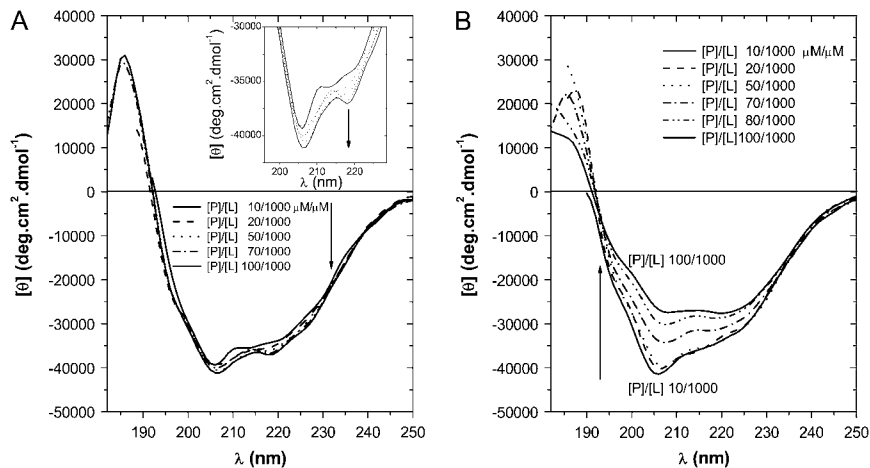 A
[θ] (deg.cm².dmol⁻¹)
40000
30000
20000
10000
0
-10000
-20000
-30000
-40000
-50000
190 200 210 220 230 240 250
λ (nm)
[θ] (deg.cm².dmol⁻¹)
-30000
-35000
-40000
200 210 220
λ (nm)
[P]/[L] 10/1000 μM/μM
[P]/[L] 20/1000
[P]/[L] 50/1000
[P]/[L] 70/1000
[P]/[L] 100/1000
B
[θ] (deg.cm².dmol⁻¹)
40000
30000
20000
10000
0
-10000
-20000
-30000
-40000
-50000
190 200 210 220 230 240 250
λ (nm)
[P]/[L] 10/1000 μM/μM
[P]/[L] 20/1000
[P]/[L] 50/1000
[P]/[L] 70/1000
[P]/[L] 80/1000
[P]/[L]100/1000
[P]/[L] 100/1000
[P]/[L] 10/1000